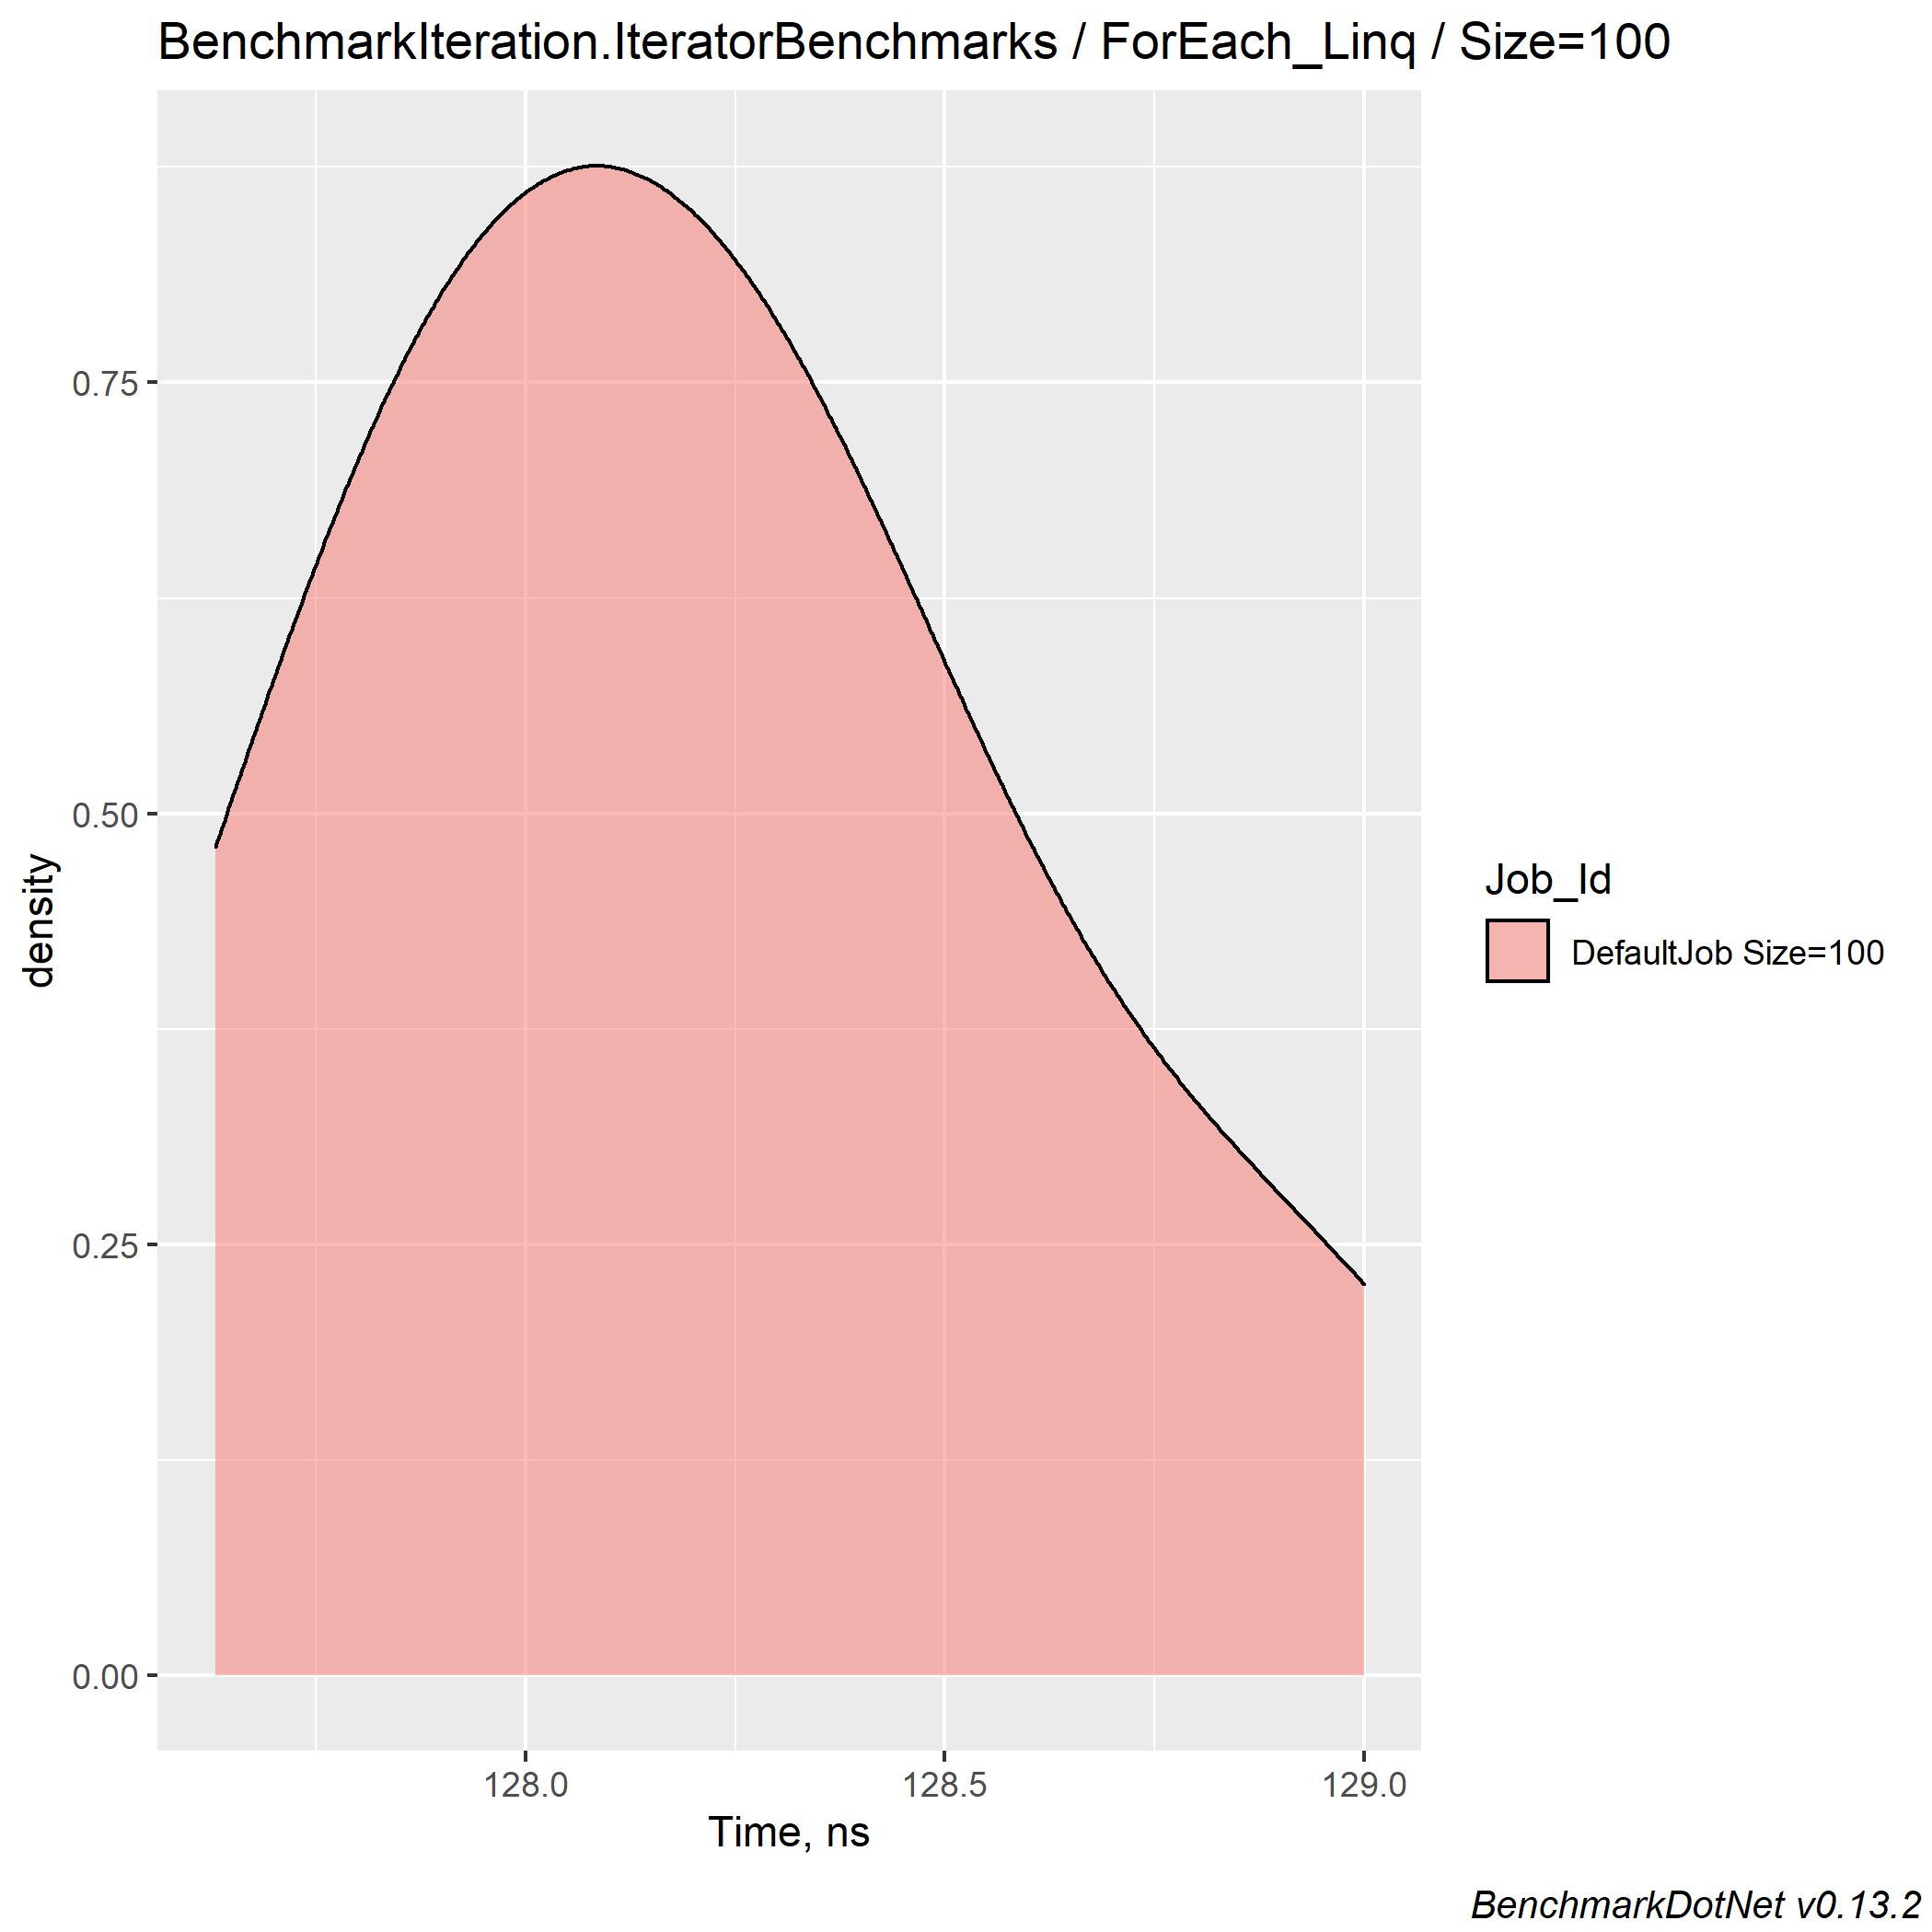 BenchmarkIteration.IteratorBenchmarks / ForEach_Linq / Size=100
0.75
0.50
0.25
0.00
density
128.0 128.5 129.0
Time, ns
Job_Id
DefaultJob Size=100
BenchmarkDotNet v0.13.2